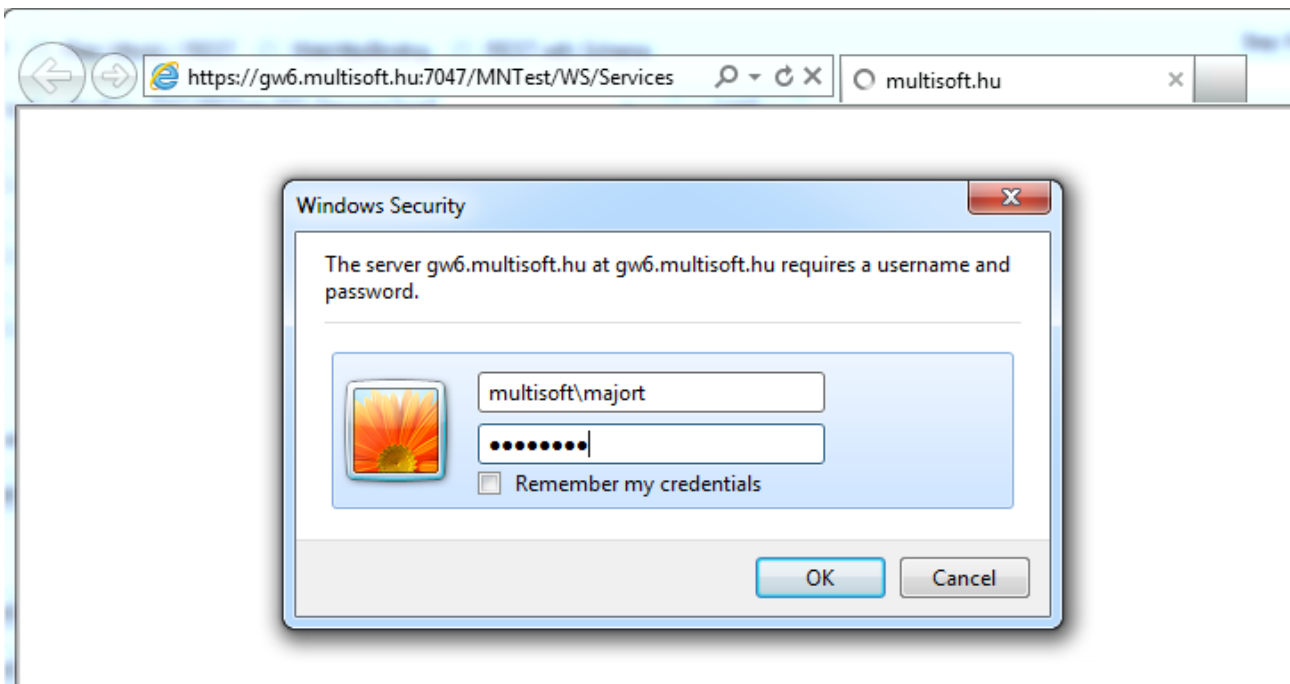 https://gw6.multisoft.hu:7047/MNTest/WS/Services
multisoft.hu
Windows Security
The server gw6.multisoft.hu at gw6.multisoft.hu requires a username and
password.
multisoft\majort
●●●●●●●●
Remember my credentials
OK
Cancel